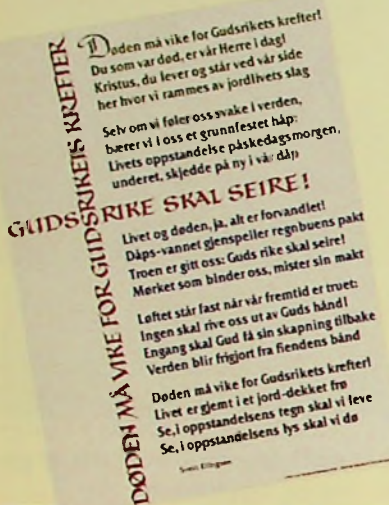 Døden må vike for Gudsrikets krefter!
Du som var død, er vår Herre i dag!
Kristus, du lever og står ved vår side
her hvor vi rammes av jordlivets slag
Selv om vi føler oss svake i verden,
bærer vi i oss et grunnfestet håp:
Livets oppstandelse påskedagsmorgen,
underet, skjedde på ny i vår dåp
GUDS RIKE SKAL SEIRE!
Livet og døden, ja, alt er forvandlet!
Dåps-vannet gjenspeiler regnbuens pakt
Troen er gitt oss: Guds rike skal seire!
Mørket som binder oss, mister sin makt
Løftet står fast når vår fremtid er truet:
Ingen skal rive oss ut av Guds hånd!
Engang skal Gud få sin skapning tilbake
Verden blir frigjort fra fiendens bånd
Døden må vike for Gudsrikets krefter!
Livet er gjemt i et jord-dekket frø
Se, i oppstandelsens tegn skal vi leve
Se, i oppstandelsens lys skal vi dø
Svein Ellingsen
DØDEN MÅ VIKE FOR GUDSRIKETS KREFTER